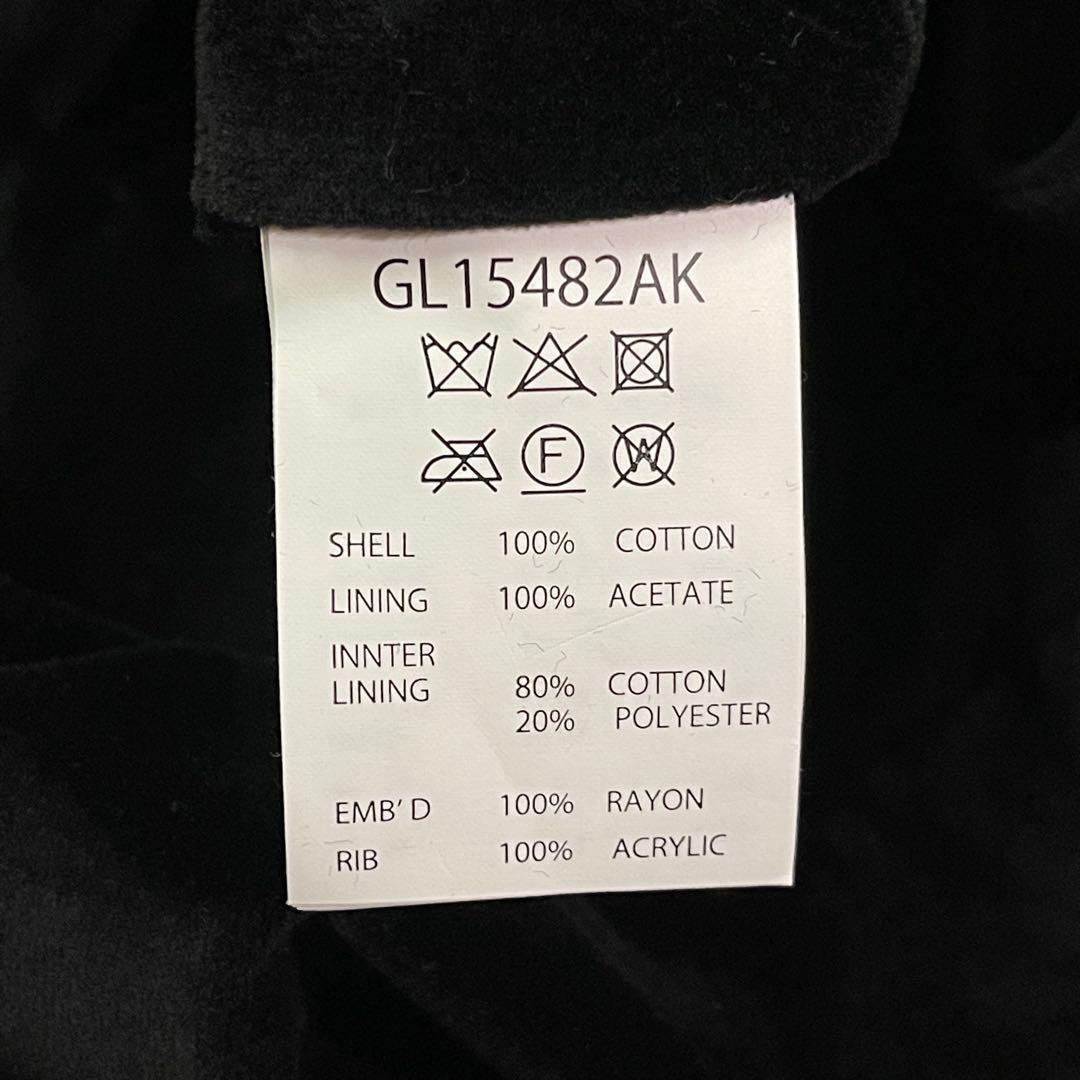 GL15482AK
F W
SHELL 100% COTTON
LINING 100% ACETATE
INNTER
LINING 80% COTTON
20% POLYESTER
EMB' D 100% RAYON
RIB 100% ACRYLIC